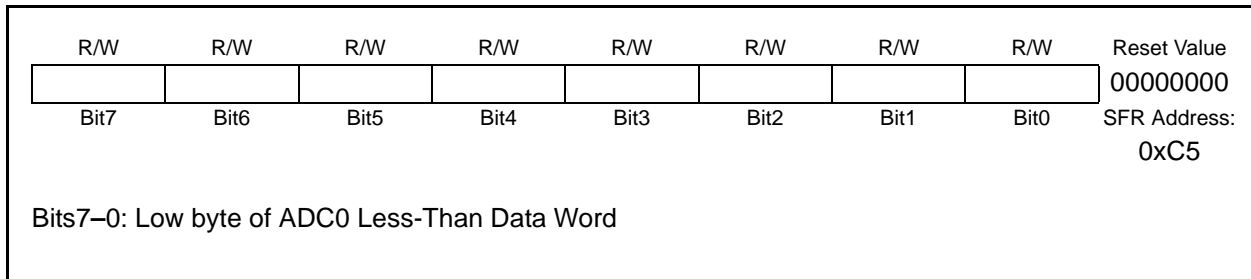 R/W R/W R/W R/W R/W R/W R/W R/W Reset Value
00000000
Bit7 Bit6 Bit5 Bit4 Bit3 Bit2 Bit1 Bit0 SFR Address:
0xC5
Bits7–0: Low byte of ADC0 Less-Than Data Word